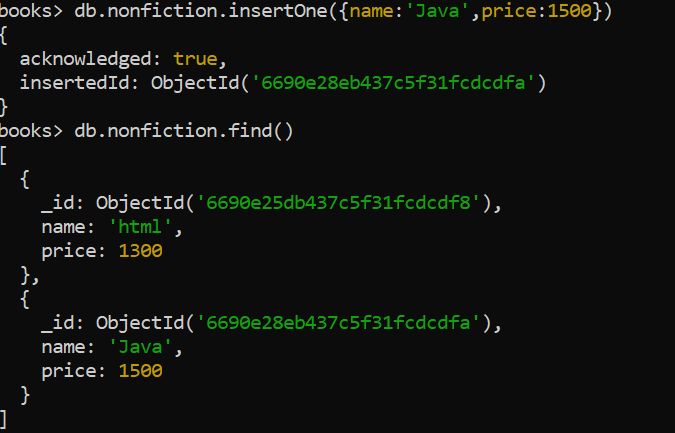 books> db.nonfiction.insertOne({name:'Java',price:1500})
{
  acknowledged: true,
  insertedId: ObjectId('6690e28eb437c5f31fcdcdfa')
}
books> db.nonfiction.find()
[
  {
    _id: ObjectId('6690e25db437c5f31fcdcdf8'),
    name: 'html',
    price: 1300
  },
  {
    _id: ObjectId('6690e28eb437c5f31fcdcdfa'),
    name: 'Java',
    price: 1500
  }
]